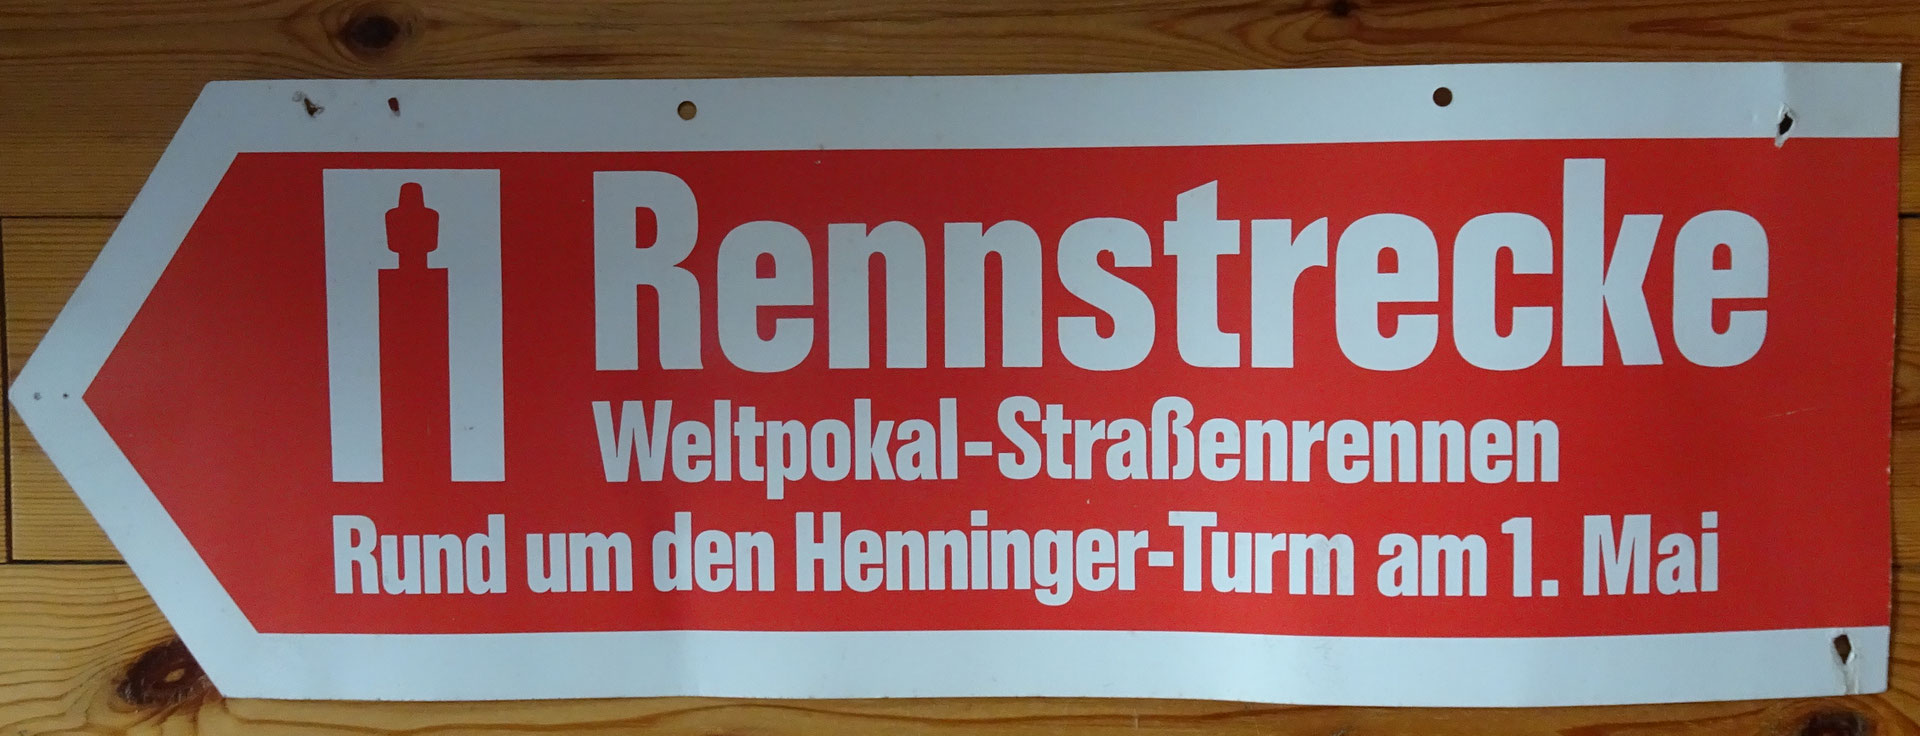 Rennstrecke
Weltpokal-Straßenrennen
Rund um den Henninger-Turm am 1. Mai